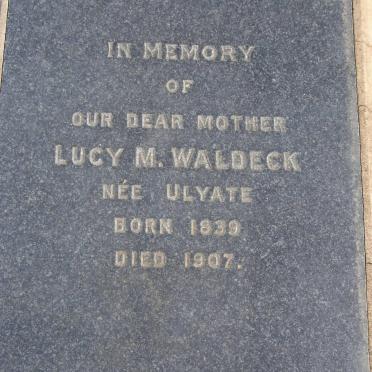 IN MEMORY
OF
OUR DEAR MOTHER
LUCY M. WALDECK
NÉE ULYATE
BORN 1839
DIED 1907.